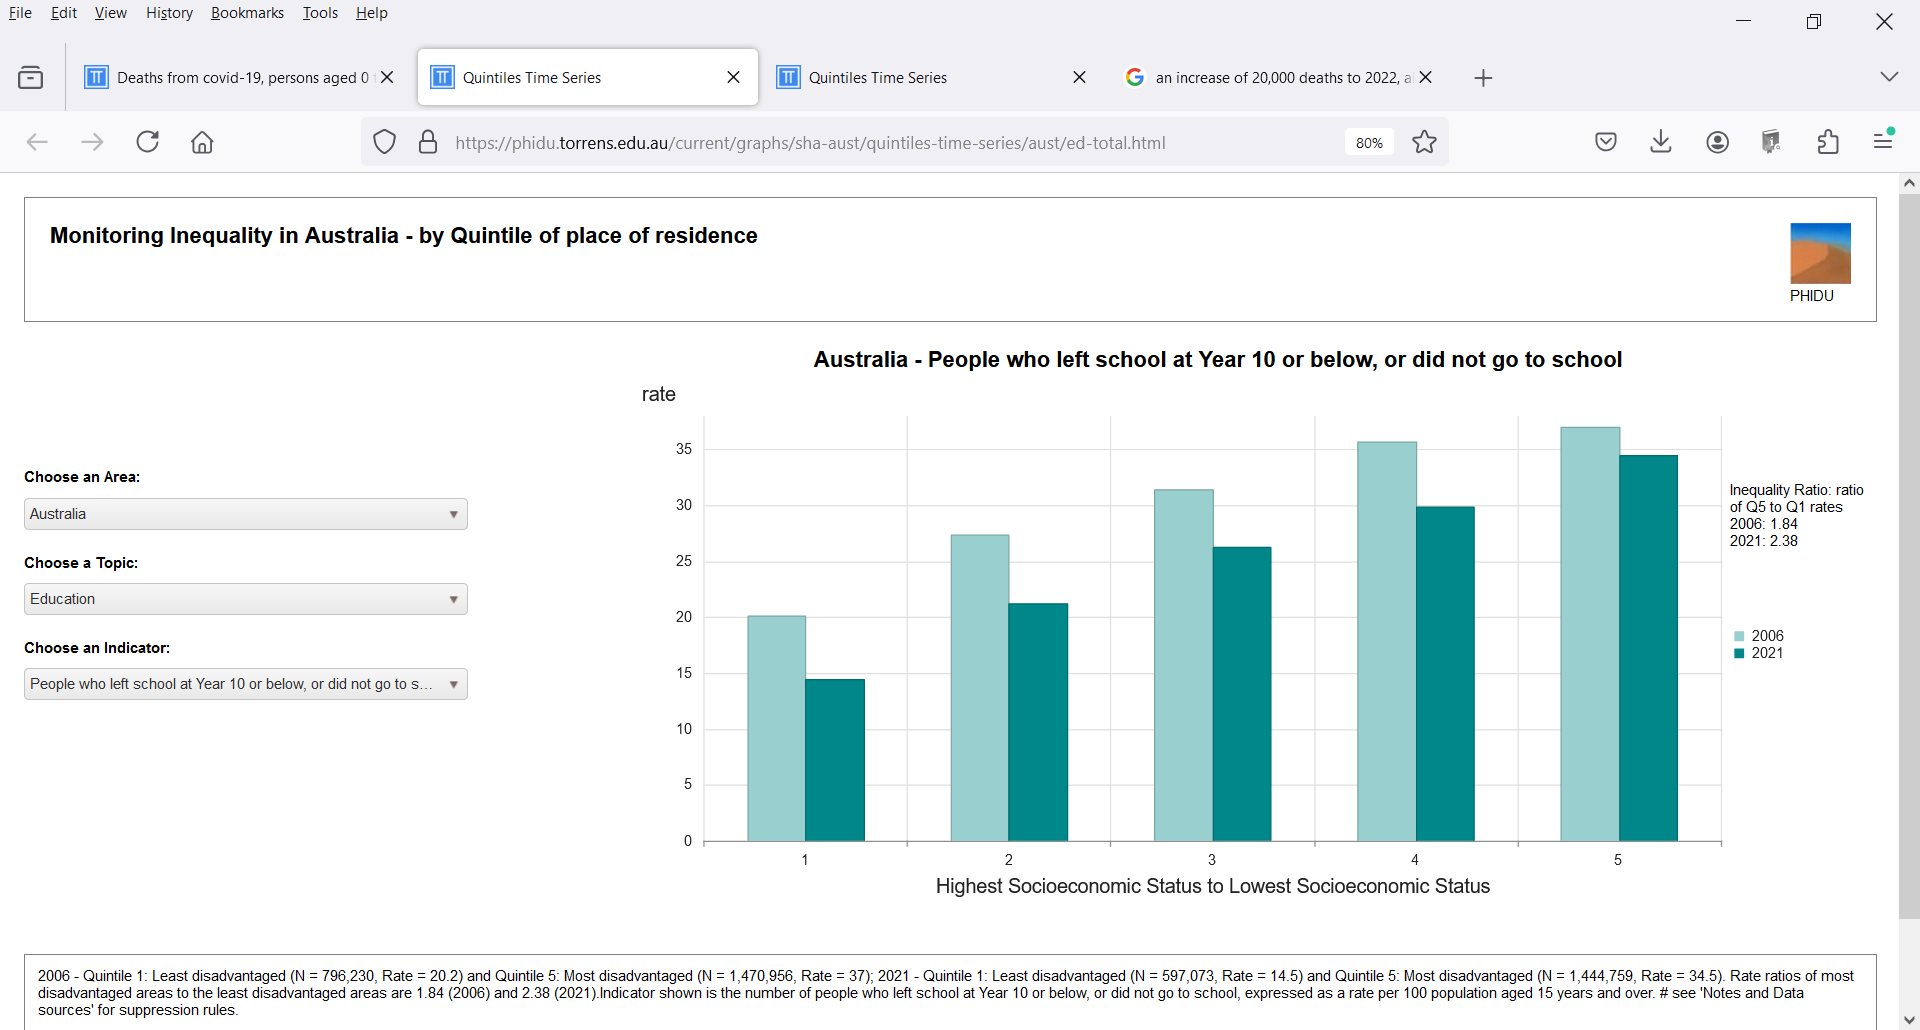 File Edit View History Bookmarks Tools Help
Deaths from covid-19, persons aged 0
Quintiles Time Series
Quintiles Time Series
an increase of 20,000 deaths to 2022, a
https://phidu.torrens.edu.au/current/graphs/sha-aust/quintiles-time-series/aust/ed-total.html
80%
Monitoring Inequality in Australia - by Quintile of place of residence
PHIDU
Choose an Area:
Australia
Choose a Topic:
Education
Choose an Indicator:
People who left school at Year 10 or below, or did not go to s...
Australia - People who left school at Year 10 or below, or did not go to school
rate
35
30
25
20
15
10
5
0
1 2 3 4 5
Highest Socioeconomic Status to Lowest Socioeconomic Status
Inequality Ratio: ratio
of Q5 to Q1 rates
2006: 1.84
2021: 2.38
2006
2021
2006 - Quintile 1: Least disadvantaged (N = 796,230, Rate = 20.2) and Quintile 5: Most disadvantaged (N = 1,470,956, Rate = 37); 2021 - Quintile 1: Least disadvantaged (N = 597,073, Rate = 14.5) and Quintile 5: Most disadvantaged (N = 1,444,759, Rate = 34.5). Rate ratios of most
disadvantaged areas to the least disadvantaged areas are 1.84 (2006) and 2.38 (2021).Indicator shown is the number of people who left school at Year 10 or below, or did not go to school, expressed as a rate per 100 population aged 15 years and over. # see 'Notes and Data
sources' for suppression rules.